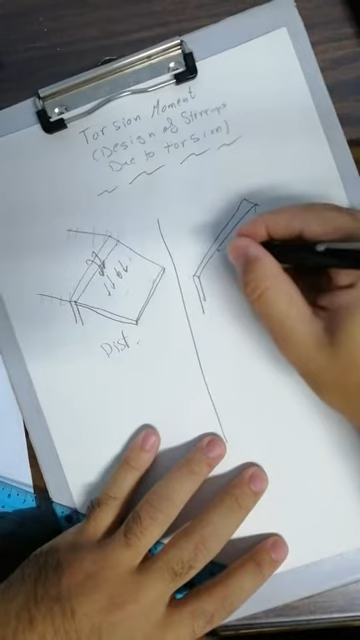 Torsion Moment
(Design of Stirrups
Due to torsion)
Dist.